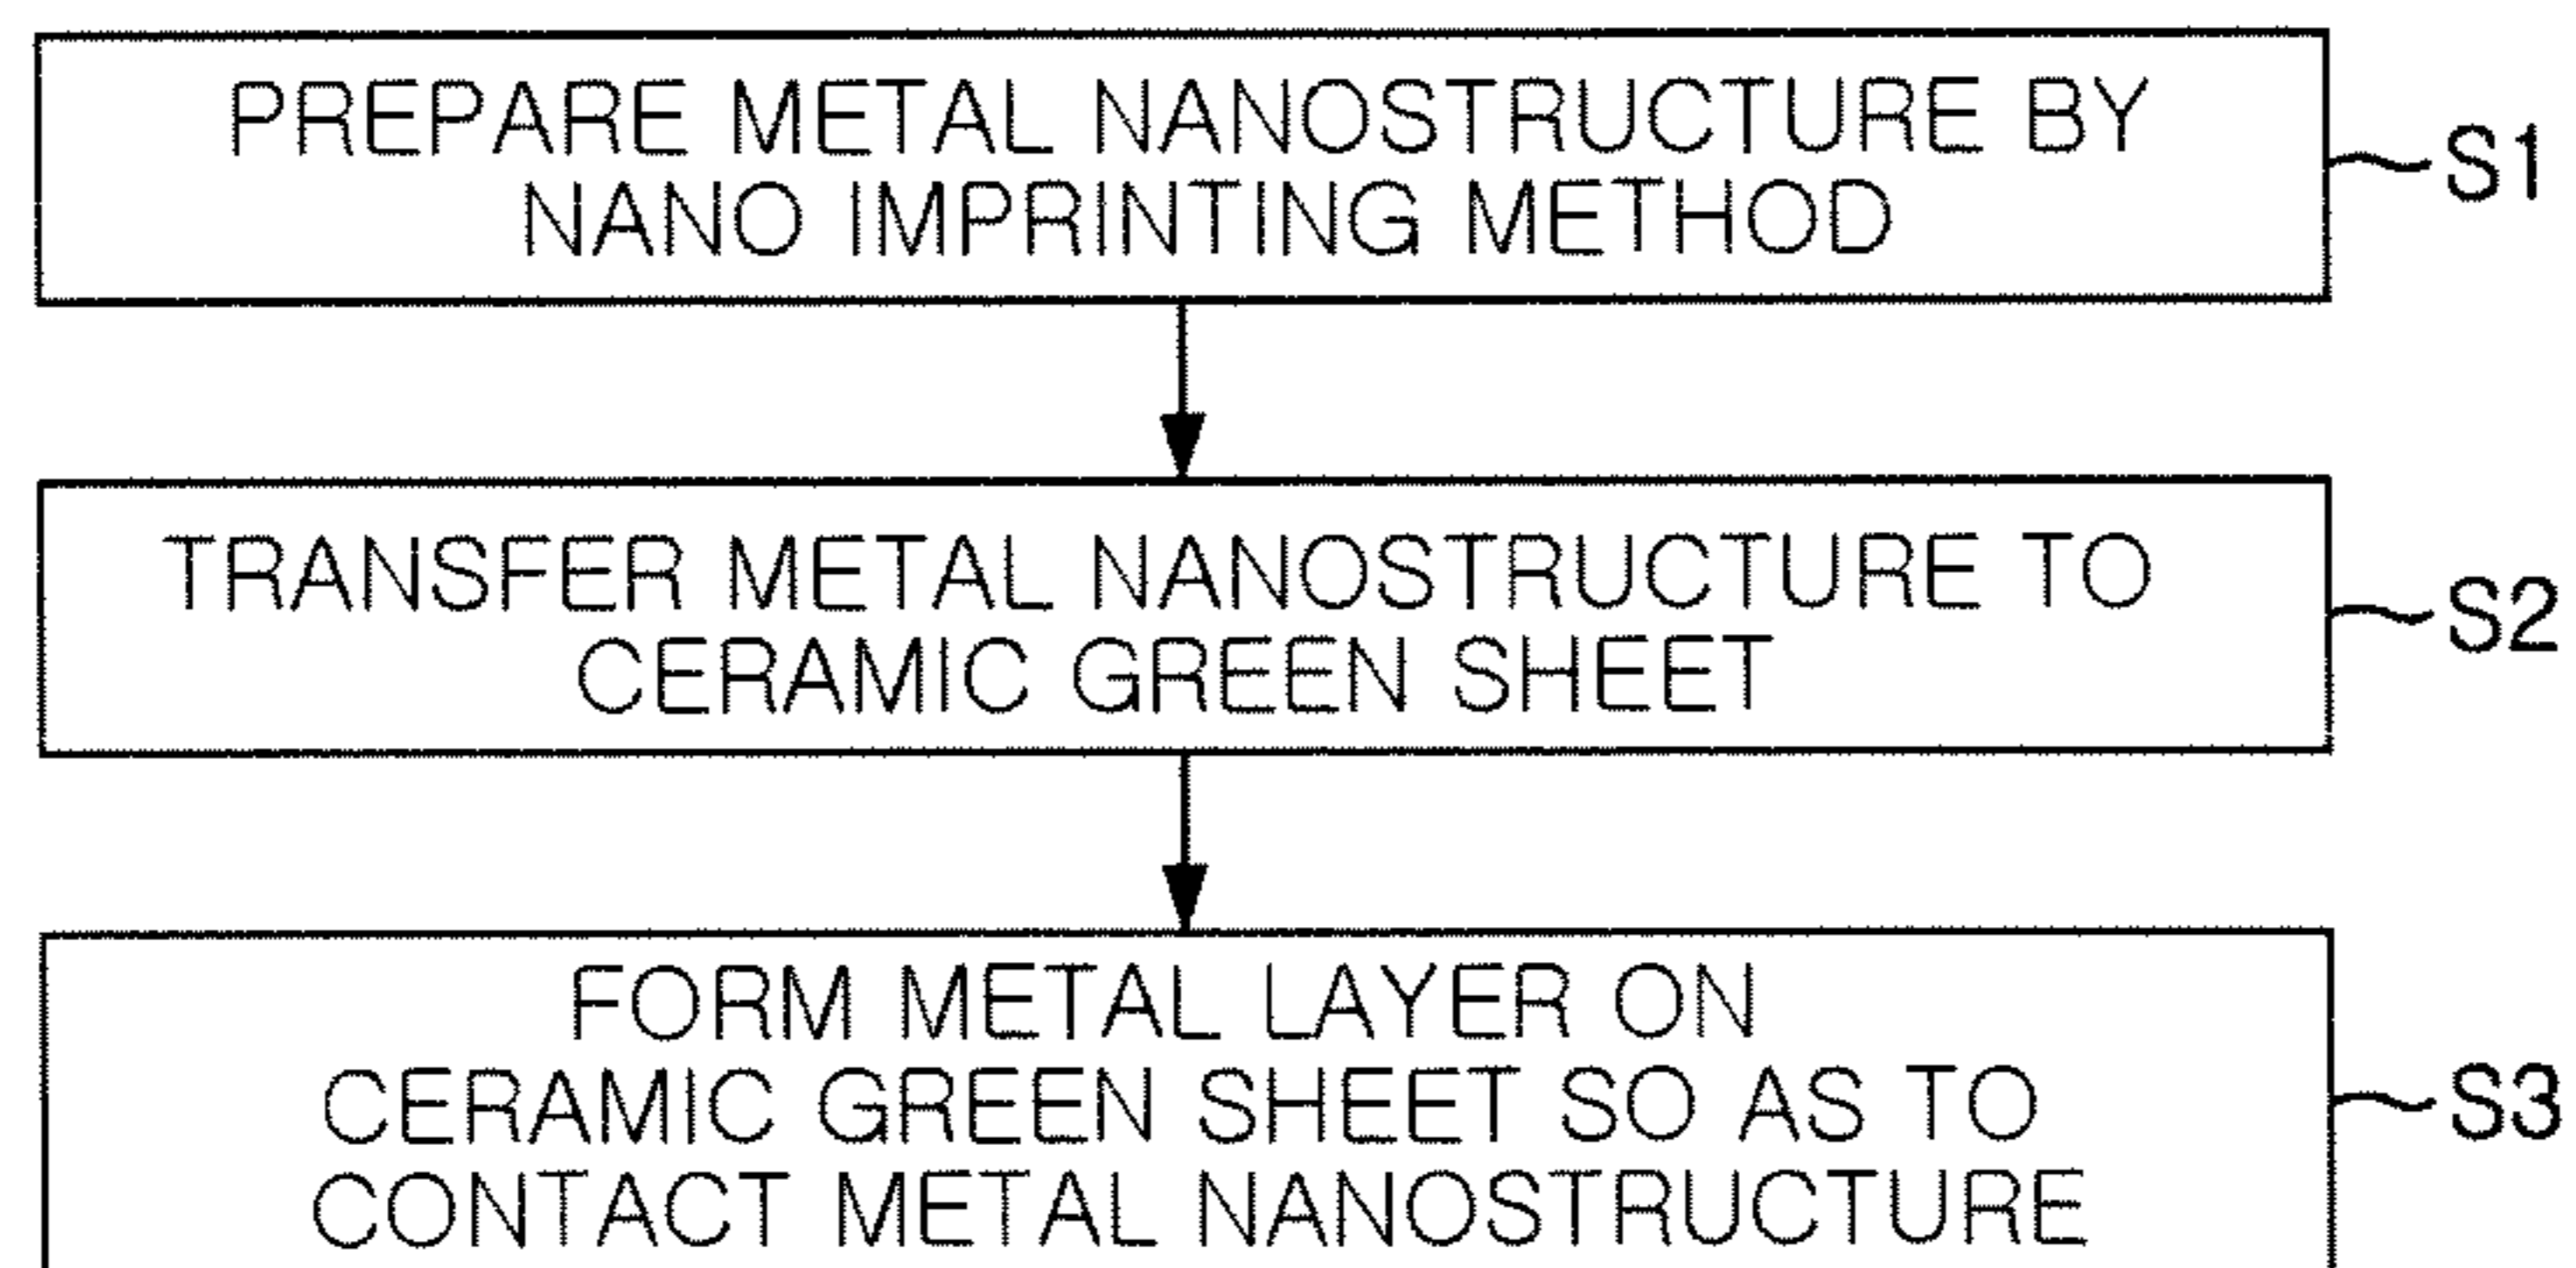 PREPARE METAL NANOSTRUCTURE BY
NANO IMPRINTING METHOD
S1
TRANSFER METAL NANOSTRUCTURE TO
CERAMIC GREEN SHEET
S2
FORM METAL LAYER ON
CERAMIC GREEN SHEET SO AS TO
CONTACT METAL NANOSTRUCTURE
S3